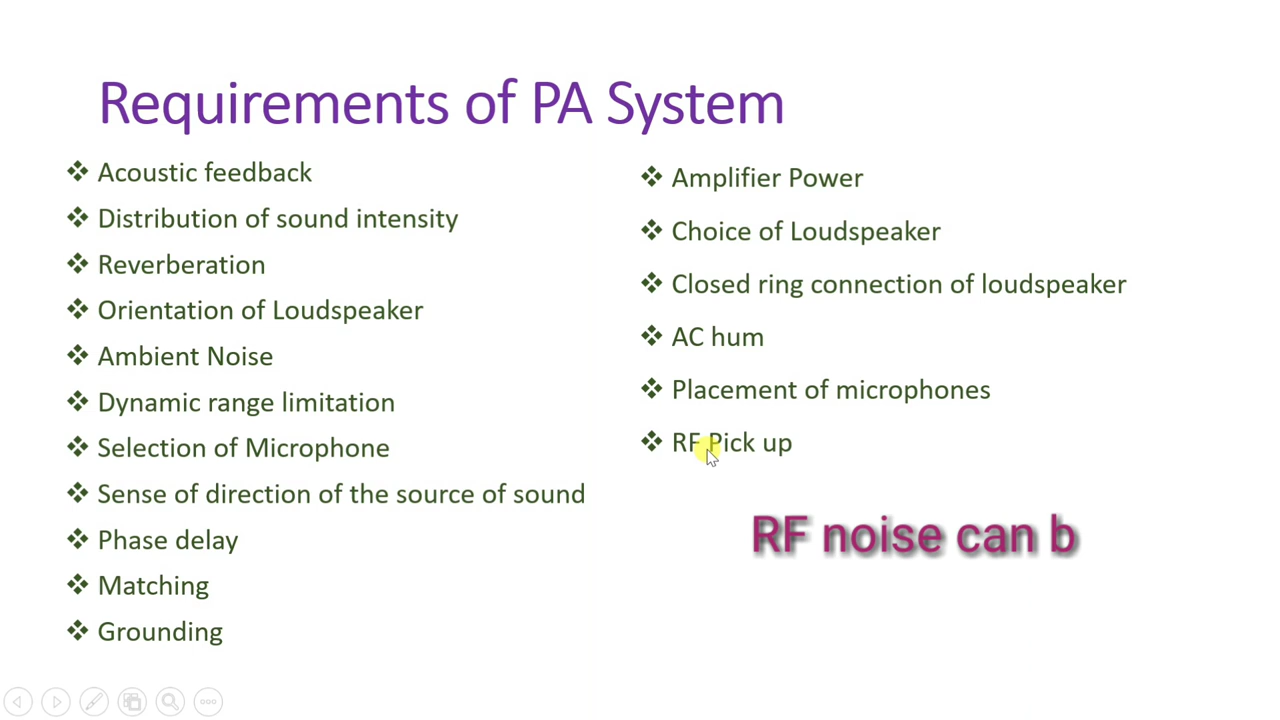 Requirements of PA System
Acoustic feedback
Distribution of sound intensity
Reverberation
Orientation of Loudspeaker
Ambient Noise
Dynamic range limitation
Selection of Microphone
Sense of direction of the source of sound
Phase delay
Matching
Grounding
Amplifier Power
Choice of Loudspeaker
Closed ring connection of loudspeaker
AC hum
Placement of microphones
RF Pick up
RF noise can b